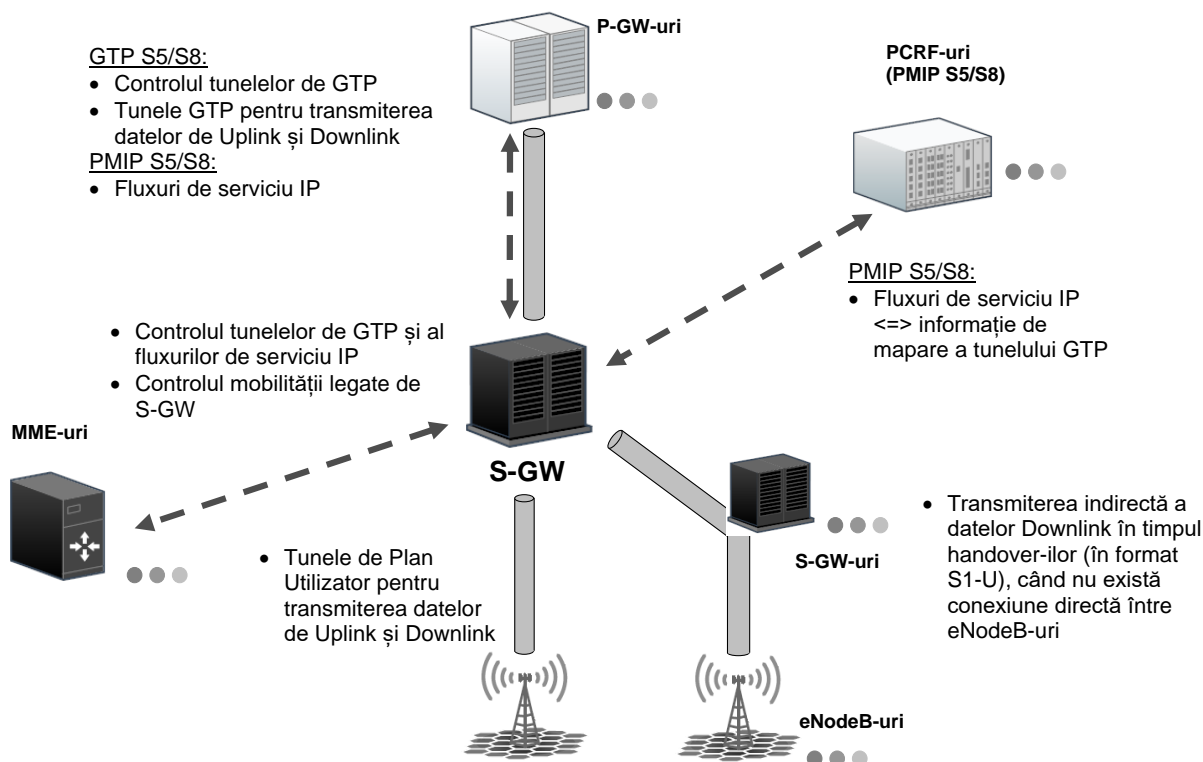 P-GW-uri
GTP S5/S8:
• Controlul tunelelor de GTP
• Tunele GTP pentru transmiterea
datelor de Uplink și Downlink
PMIP S5/S8:
• Fluxuri de serviciu IP
PCRF-uri
(PMIP S5/S8)
PMIP S5/S8:
• Fluxuri de serviciu IP
<=> informație de
mapare a tunelului GTP
• Controlul tunelelor de GTP și al
fluxurilor de serviciu IP
• Controlul mobilității legate de
S-GW
MME-uri
S-GW
• Tunele de Plan
Utilizator pentru
transmiterea datelor
de Uplink și Downlink
S-GW-uri
• Transmiterea indirectă a
datelor Downlink în timpul
handover-ilor (în format
S1-U), când nu există
conexiune directă între
eNodeB-uri
eNodeB-uri